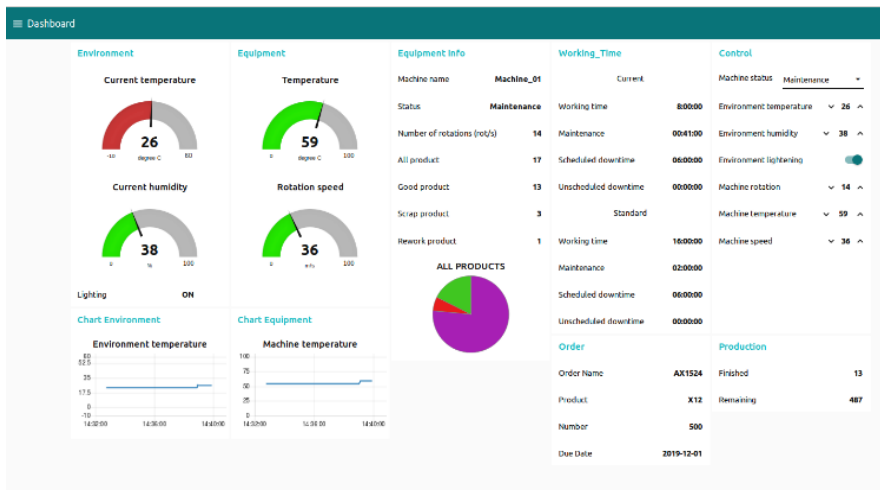 Dashboard
Environment
Current temperature
26
-10 degree C 60
Current humidity
38
0 % 100
Lighting ON
Chart Environment
Environment temperature
60
52.5
35
17.5
0
-10
14:32:00 14:36:00 14:40:00
Equipment
Temperature
59
0 degree C 100
Rotation speed
36
0 m/s 100
Chart Equipment
Machine temperature
100
75
50
25
0
14:32:00 14:36:00 14:40:00
Equipment Info
Machine name Machine_01
Status Maintenance
Number of rotations (rot/s) 14
All product 17
Good product 13
Scrap product 3
Rework product 1
ALL PRODUCTS
Working_Time
Current
Working time 8:00:00
Maintenance 00:41:00
Scheduled downtime 06:00:00
Unscheduled downtime 00:00:00
Standard
Working time 16:00:00
Maintenance 02:00:00
Scheduled downtime 06:00:00
Unscheduled downtime 00:00:00
Order
Order Name AX1524
Product X12
Number 500
Due Date 2019-12-01
Control
Machine status Maintenance
Environment temperature 26
Environment humidity 38
Environment lightening
Machine rotation 14
Machine temperature 59
Machine speed 36
Production
Finished 13
Remaining 487